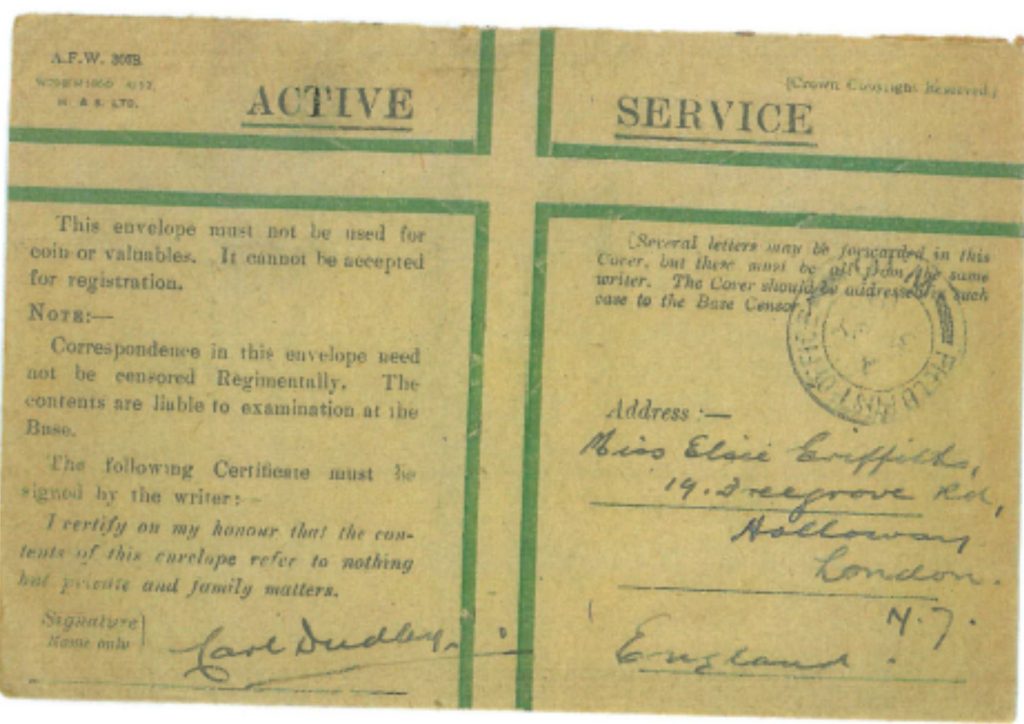 A.F.W. 3078.
H. & S. LTD.
ACTIVE
SERVICE
[Crown Copyright Reserved.]
This envelope must not be used for
coin or valuables. It cannot be accepted
for registration.
NOTE:—
Correspondence in this envelope need
not be censored Regimentally. The
contents are liable to examination at the
Base.
The following Certificate must be
signed by the writer:—
I certify on my honour that the con-
tents of this envelope refer to nothing
but private and family matters.
Signature
Name only
Carl Dudley.
(Several letters may be forwarded in this
Cover, but these must be all from the same
writer. The Cover should be addressed in such
case to the Base Censor.
FIELD POST OFFICE
Address :—
Miss Elsie Griffiths,
19. Freegrove Rd,
Holloway
London.
N.7.
England.